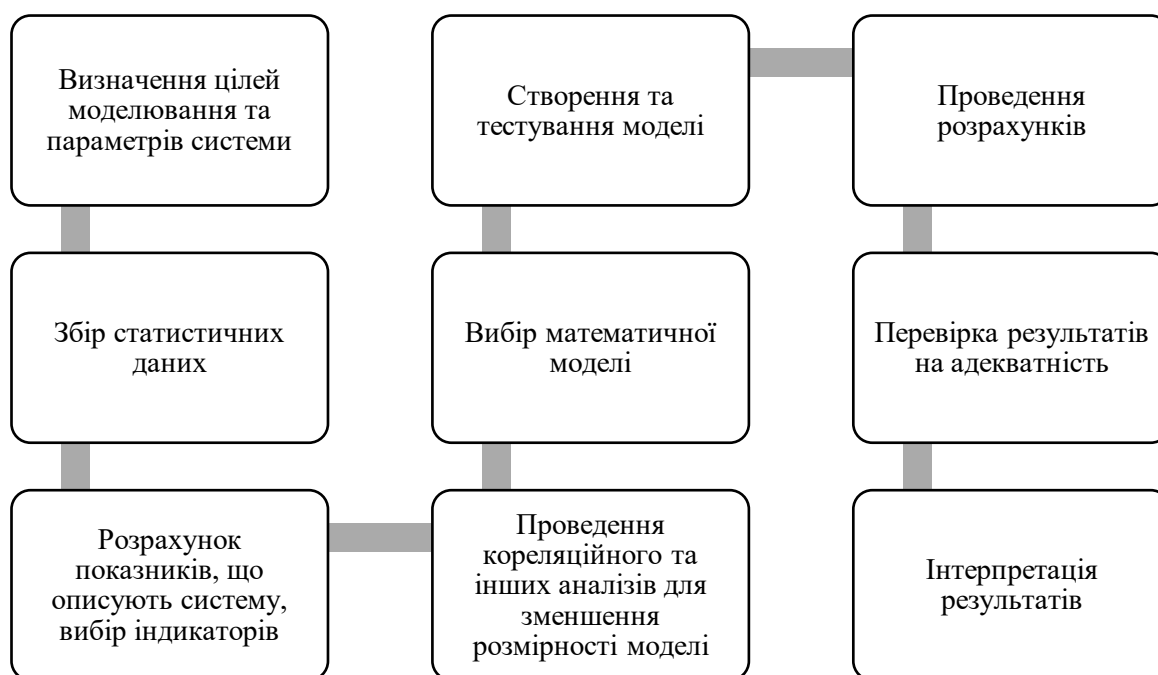 Визначення цілей
моделювання та
параметрів системи
Збір статистичних
даних
Розрахунок
показників, що
описують систему,
вибір індикаторів
Проведення
кореляційного та
інших аналізів для
зменшення
розмірності моделі
Вибір математичної
моделі
Створення та
тестування моделі
Проведення
розрахунків
Перевірка результатів
на адекватність
Інтерпретація
результатів